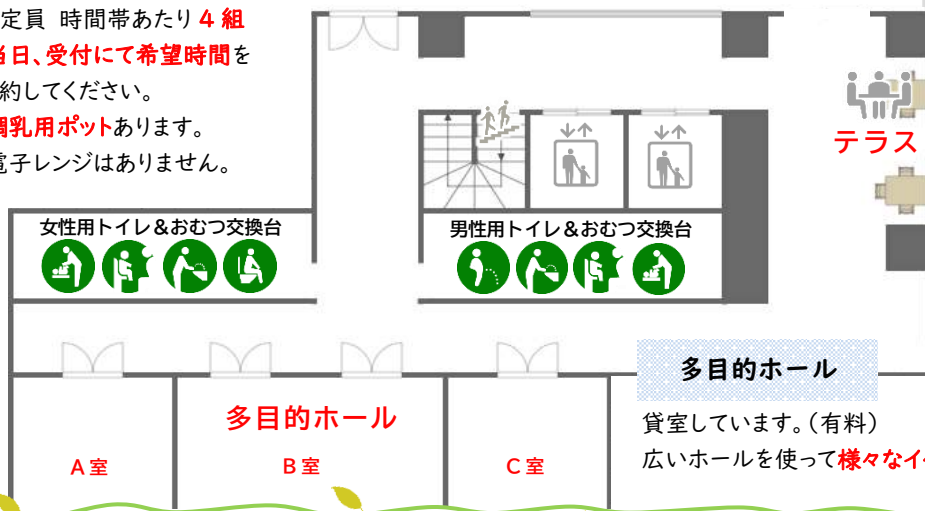 定員 時間帯あたり4組
当日、受付にて希望時間を
約してください。
調乳用ポットあります。
電子レンジはありません。
テラス
女性用トイレ&おむつ交換台
男性用トイレ&おむつ交換台
多目的ホール
貸室しています。(有料)
広いホールを使って様々なイ
多目的ホール
A室
B室
C室